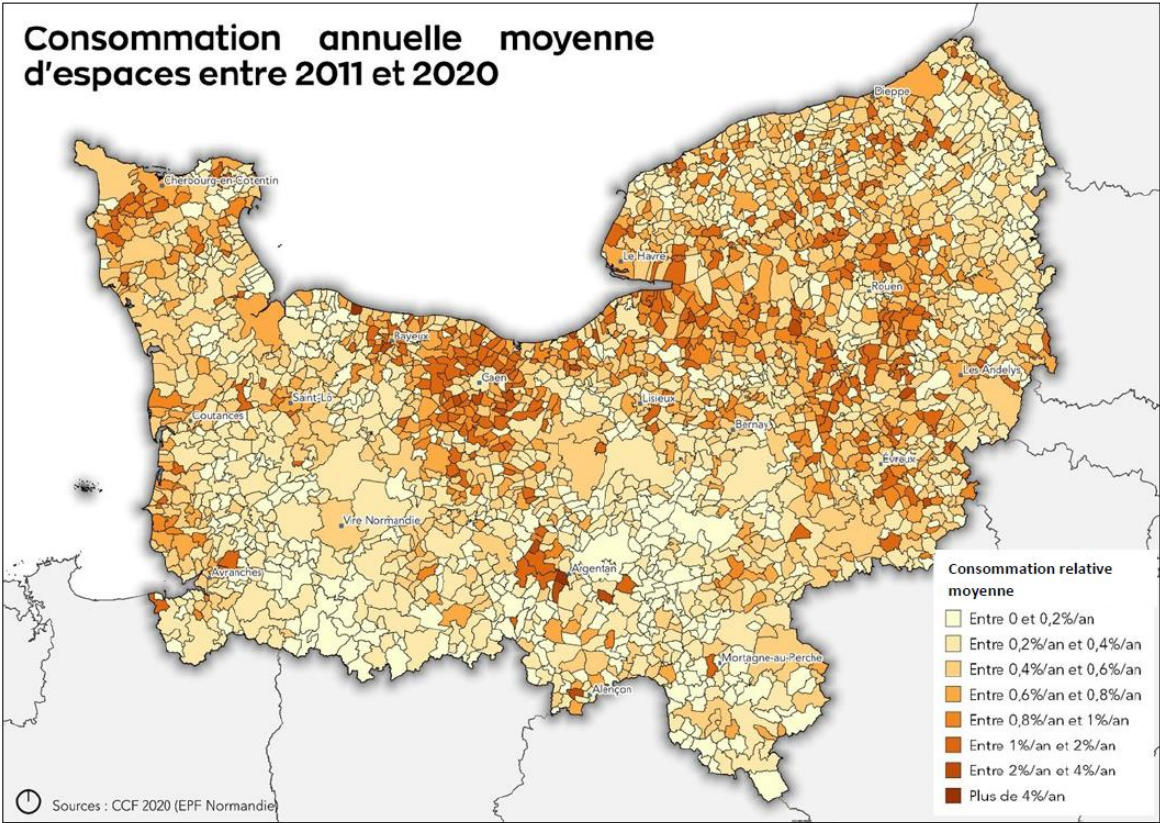 Consommation annuelle moyenne
d'espaces entre 2011 et 2020
Dieppe
Cherbourg-en-Cotentin
Le Havre
Rouen
Bayeux
Caen
Les Andelys
Saint-Lô
Lisieux
Coutances
Bernay
Évreux
Vire Normandie
Argentan
Avranches
Mortagne-au-Perche
Alençon
Consommation relative
moyenne
Entre 0 et 0,2%/an
Entre 0,2%/an et 0,4%/an
Entre 0,4%/an et 0,6%/an
Entre 0,6%/an et 0,8%/an
Entre 0,8%/an et 1%/an
Entre 1%/an et 2%/an
Entre 2%/an et 4%/an
Plus de 4%/an
Sources : CCF 2020 (EPF Normandie)